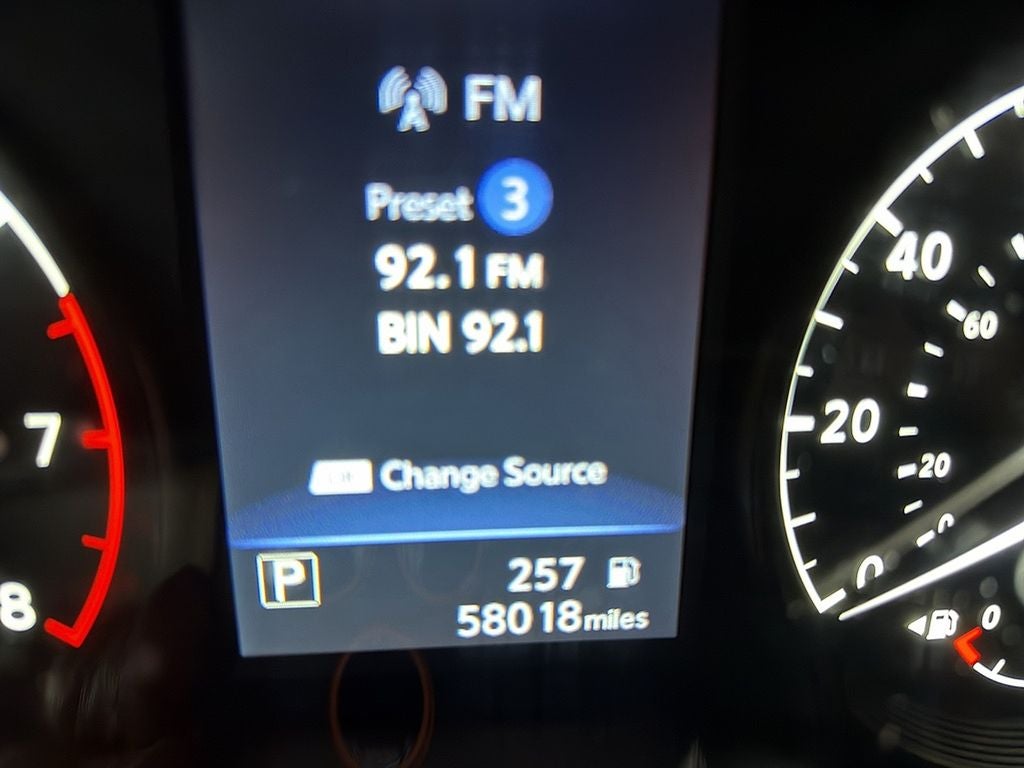 FM
Preset 3
92.1 FM
BIN 92.1
Change Source
P
257
58018 miles
7
8
40
60
20
20
0
0
0